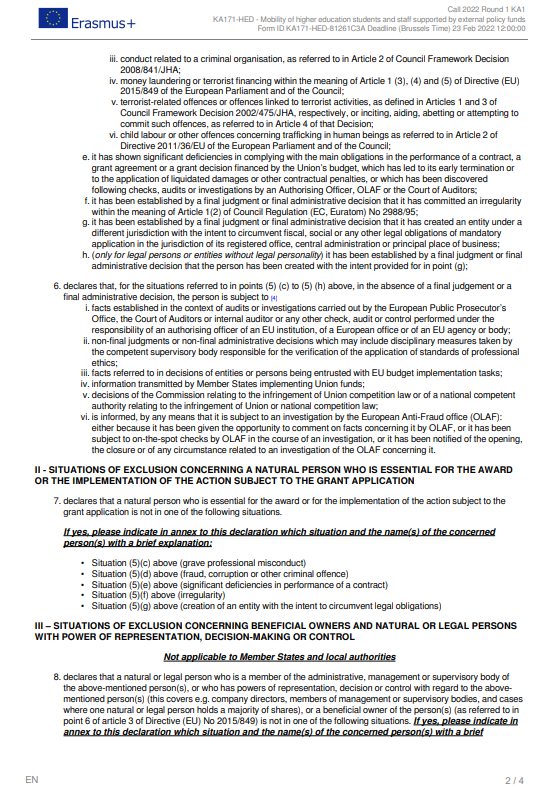 Erasmus+
Call 2022 Round 1 KA1
KA171-HED - Mobility of higher education students and staff supported by external policy funds
Form ID KA171-HED-81261C3A Deadline (Brussels Time) 23 Feb 2022 12:00:00
iii. conduct related to a criminal organisation, as referred to in Article 2 of Council Framework Decision
2008/841/JHA;
iv. money laundering or terrorist financing within the meaning of Article 1 (3), (4) and (5) of Directive (EU)
2015/849 of the European Parliament and of the Council;
v. terrorist-related offences or offences linked to terrorist activities, as defined in Articles 1 and 3 of
Council Framework Decision 2002/475/JHA, respectively, or inciting, aiding, abetting or attempting to
commit such offences, as referred to in Article 4 of that Decision;
vi. child labour or other offences concerning trafficking in human beings as referred to in Article 2 of
Directive 2011/36/EU of the European Parliament and of the Council;
e. it has shown significant deficiencies in complying with the main obligations in the performance of a contract, a
grant agreement or a grant decision financed by the Union's budget, which has led to its early termination or
to the application of liquidated damages or other contractual penalties, or which has been discovered
following checks, audits or investigations by an Authorising Officer, OLAF or the Court of Auditors;
f. it has been established by a final judgment or final administrative decision that it has committed an irregularity
within the meaning of Article 1(2) of Council Regulation (EC, Euratom) No 2988/95;
g. it has been established by a final judgment or final administrative decision that it has created an entity under a
different jurisdiction with the intent to circumvent fiscal, social or any other legal obligations of mandatory
application in the jurisdiction of its registered office, central administration or principal place of business;
h. (only for legal persons or entities without legal personality) it has been established by a final judgment or final
administrative decision that the person has been created with the intent provided for in point (g);
6. declares that, for the situations referred to in points (5) (c) to (5) (h) above, in the absence of a final judgement or a
final administrative decision, the person is subject to [4]
i. facts established in the context of audits or investigations carried out by the European Public Prosecutor's
Office, the Court of Auditors or internal auditor or any other check, audit or control performed under the
responsibility of an authorising officer of an EU institution, of a European office or of an EU agency or body;
ii. non-final judgments or non-final administrative decisions which may include disciplinary measures taken by
the competent supervisory body responsible for the verification of the application of standards of professional
ethics;
iii. facts referred to in decisions of entities or persons being entrusted with EU budget implementation tasks;
iv. information transmitted by Member States implementing Union funds;
v. decisions of the Commission relating to the infringement of Union competition law or of a national competent
authority relating to the infringement of Union or national competition law;
vi. is informed, by any means that it is subject to an investigation by the European Anti-Fraud office (OLAF):
either because it has been given the opportunity to comment on facts concerning it by OLAF, or it has been
subject to on-the-spot checks by OLAF in the course of an investigation, or it has been notified of the opening,
the closure or of any circumstance related to an investigation of the OLAF concerning it.
II - SITUATIONS OF EXCLUSION CONCERNING A NATURAL PERSON WHO IS ESSENTIAL FOR THE AWARD
OR THE IMPLEMENTATION OF THE ACTION SUBJECT TO THE GRANT APPLICATION
7. declares that a natural person who is essential for the award or for the implementation of the action subject to the
grant application is not in one of the following situations.
If yes, please indicate in annex to this declaration which situation and the name(s) of the concerned
person(s) with a brief explanation:
• Situation (5)(c) above (grave professional misconduct)
• Situation (5)(d) above (fraud, corruption or other criminal offence)
• Situation (5)(e) above (significant deficiencies in performance of a contract)
• Situation (5)(f) above (irregularity)
• Situation (5)(g) above (creation of an entity with the intent to circumvent legal obligations)
III – SITUATIONS OF EXCLUSION CONCERNING BENEFICIAL OWNERS AND NATURAL OR LEGAL PERSONS
WITH POWER OF REPRESENTATION, DECISION-MAKING OR CONTROL
Not applicable to Member States and local authorities
8. declares that a natural or legal person who is a member of the administrative, management or supervisory body of
the above-mentioned person(s), or who has powers of representation, decision or control with regard to the above-
mentioned person(s) (this covers e.g. company directors, members of management or supervisory bodies, and cases
where one natural or legal person holds a majority of shares), or a beneficial owner of the person(s) (as referred to in
point 6 of article 3 of Directive (EU) No 2015/849) is not in one of the following situations. If yes, please indicate in
annex to this declaration which situation and the name(s) of the concerned person(s) with a brief
EN
2 / 4